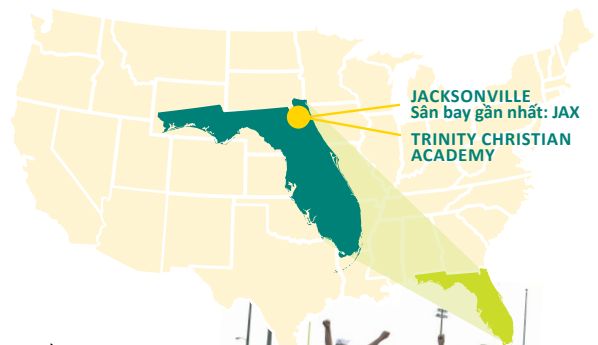 JACKSONVILLE
Sân bay gần nhất: JAX
TRINITY CHRISTIAN
ACADEMY